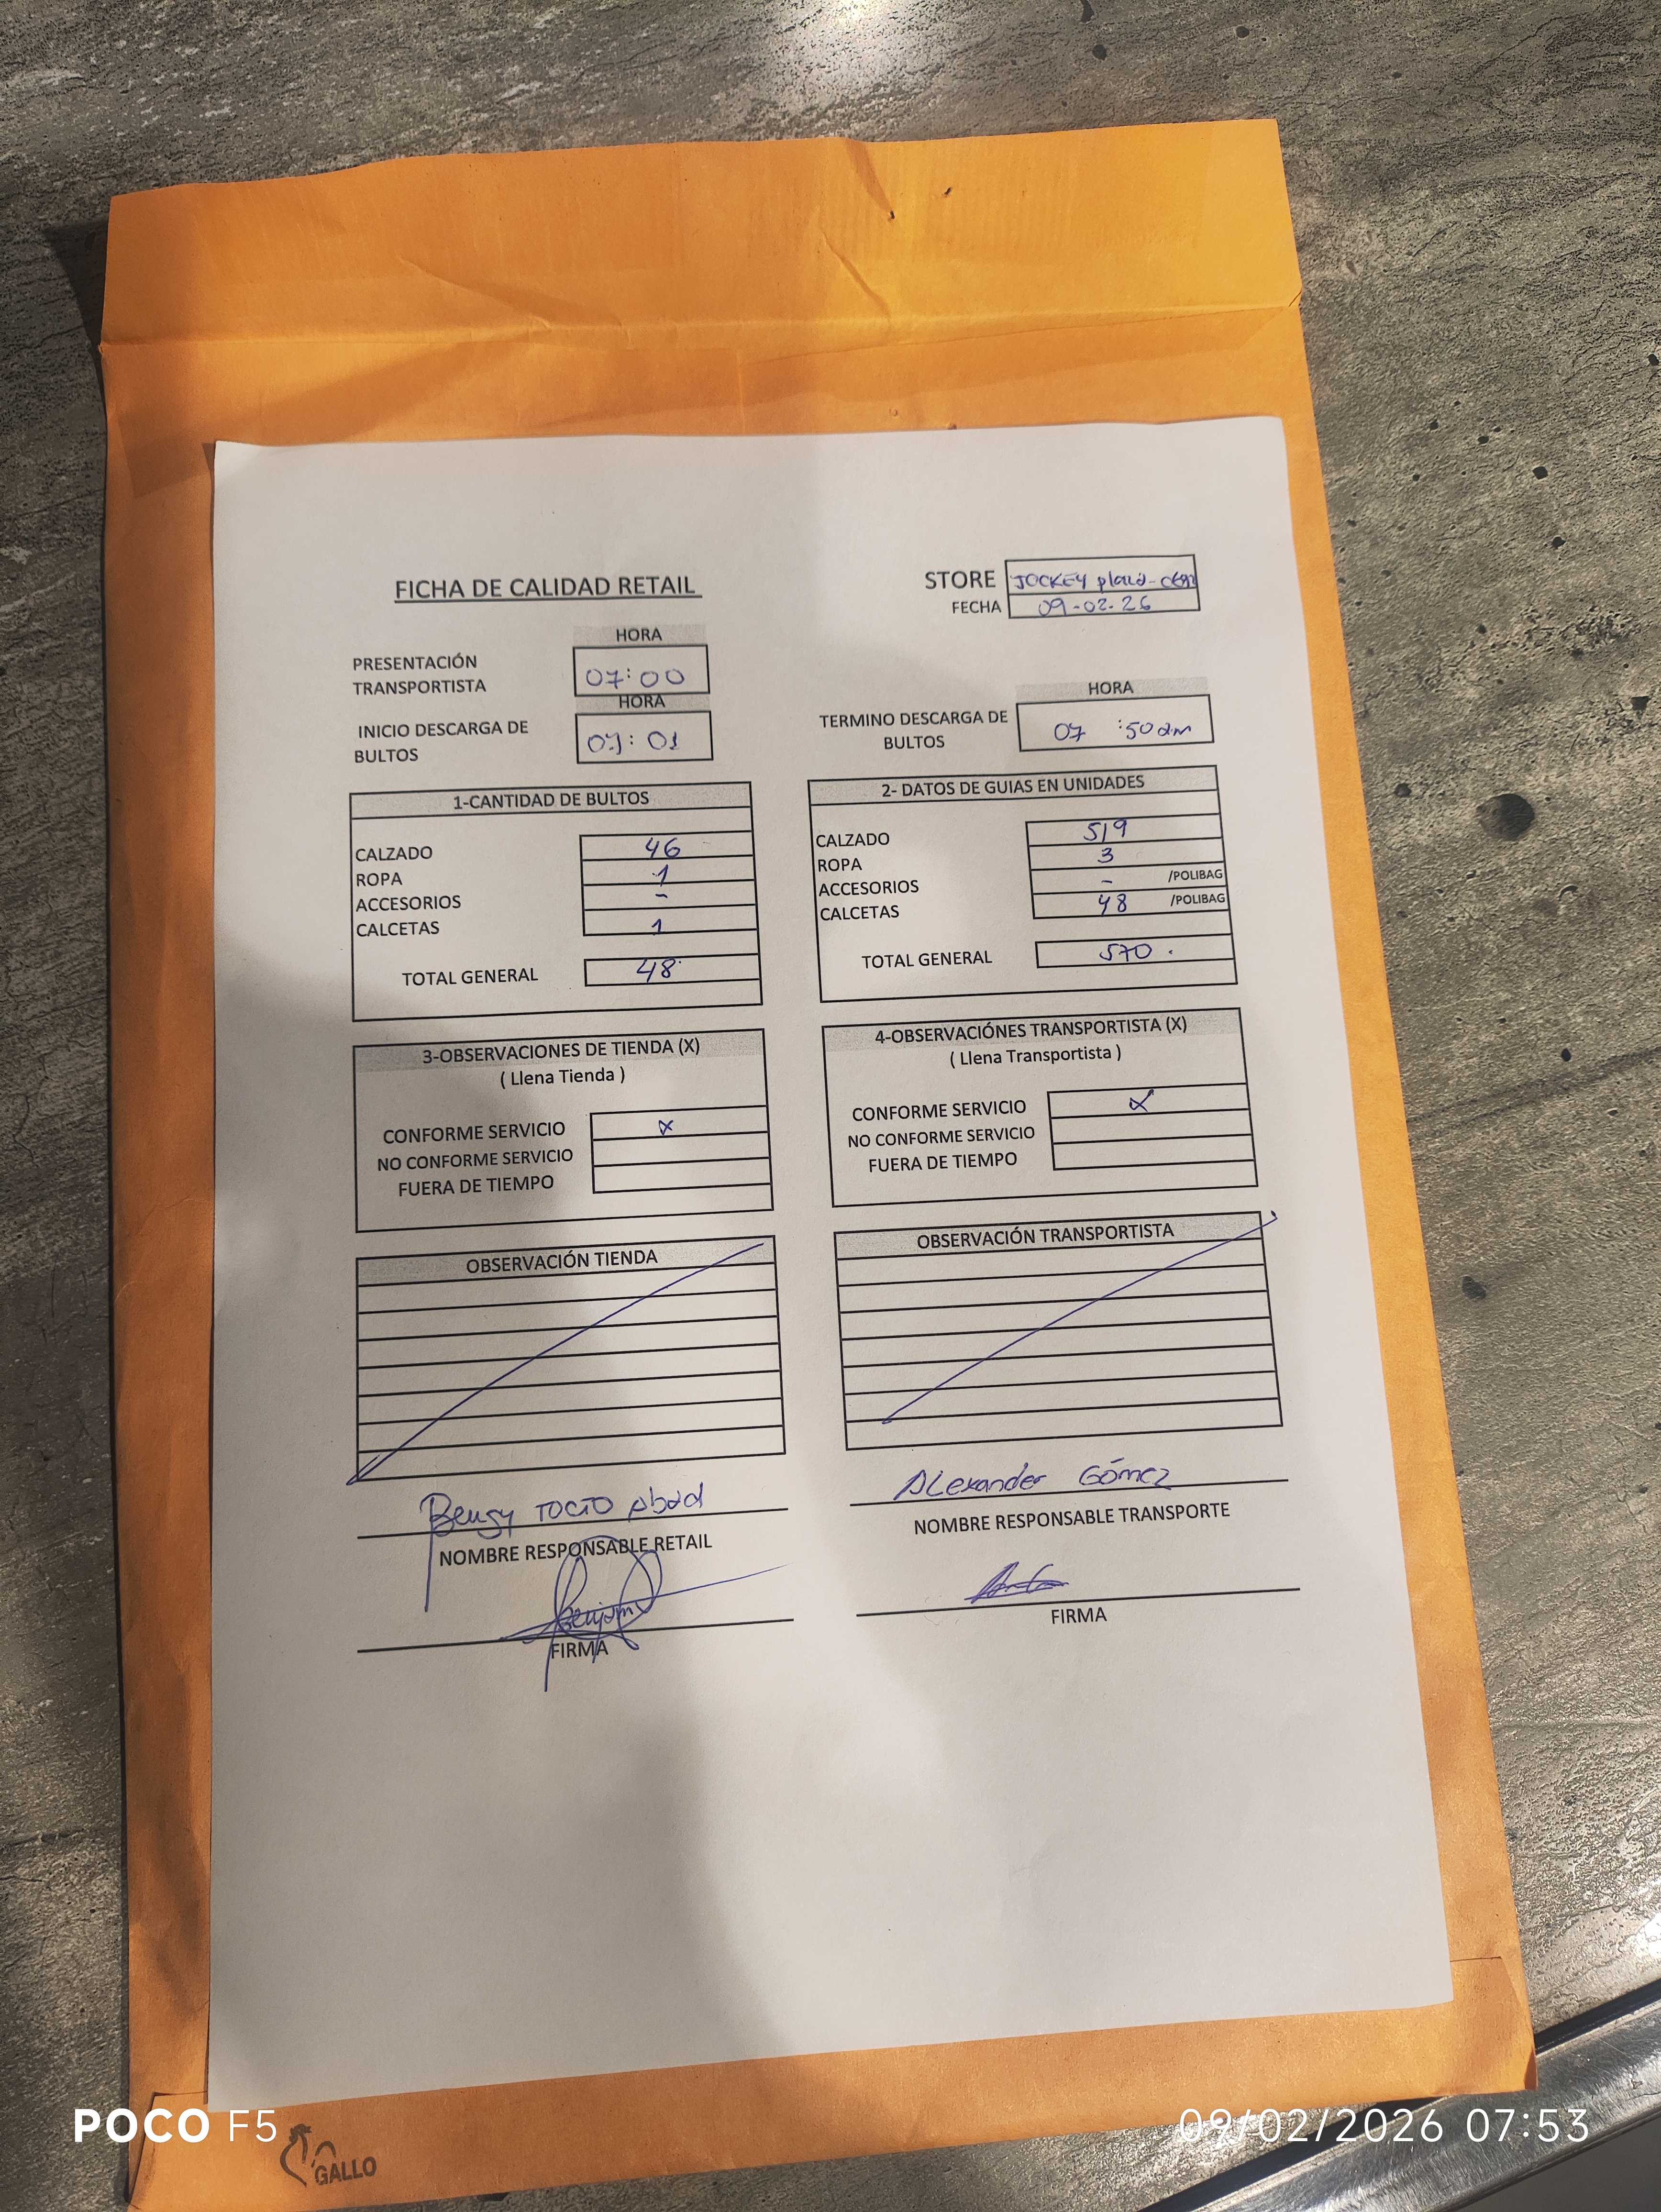 FICHA DE CALIDAD RETAIL
STORE JOCKEY plaza-
FECHA 09-02-26
HORA
PRESENTACIÓN TRANSPORTISTA 07:00
HORA
INICIO DESCARGA DE BULTOS 07:01
HORA
TERMINO DESCARGA DE BULTOS 07 :50am
1-CANTIDAD DE BULTOS
CALZADO 46
ROPA 1
ACCESORIOS -
CALCETAS 1
TOTAL GENERAL 48
2- DATOS DE GUIAS EN UNIDADES
CALZADO 519
ROPA 3
ACCESORIOS - /POLIBAG
CALCETAS 48 /POLIBAG
TOTAL GENERAL 570.
3-OBSERVACIONES DE TIENDA (X)
( Llena Tienda )
CONFORME SERVICIO X
NO CONFORME SERVICIO
FUERA DE TIEMPO
4-OBSERVACIÓNES TRANSPORTISTA (X)
( Llena Transportista )
CONFORME SERVICIO X
NO CONFORME SERVICIO
FUERA DE TIEMPO
OBSERVACIÓN TIENDA
OBSERVACIÓN TRANSPORTISTA
TOCTO Abad
NOMBRE RESPONSABLE RETAIL
FIRMA
ALexander Gómez
NOMBRE RESPONSABLE TRANSPORTE
FIRMA
POCO F5
GALLO
09/02/2026 07:53